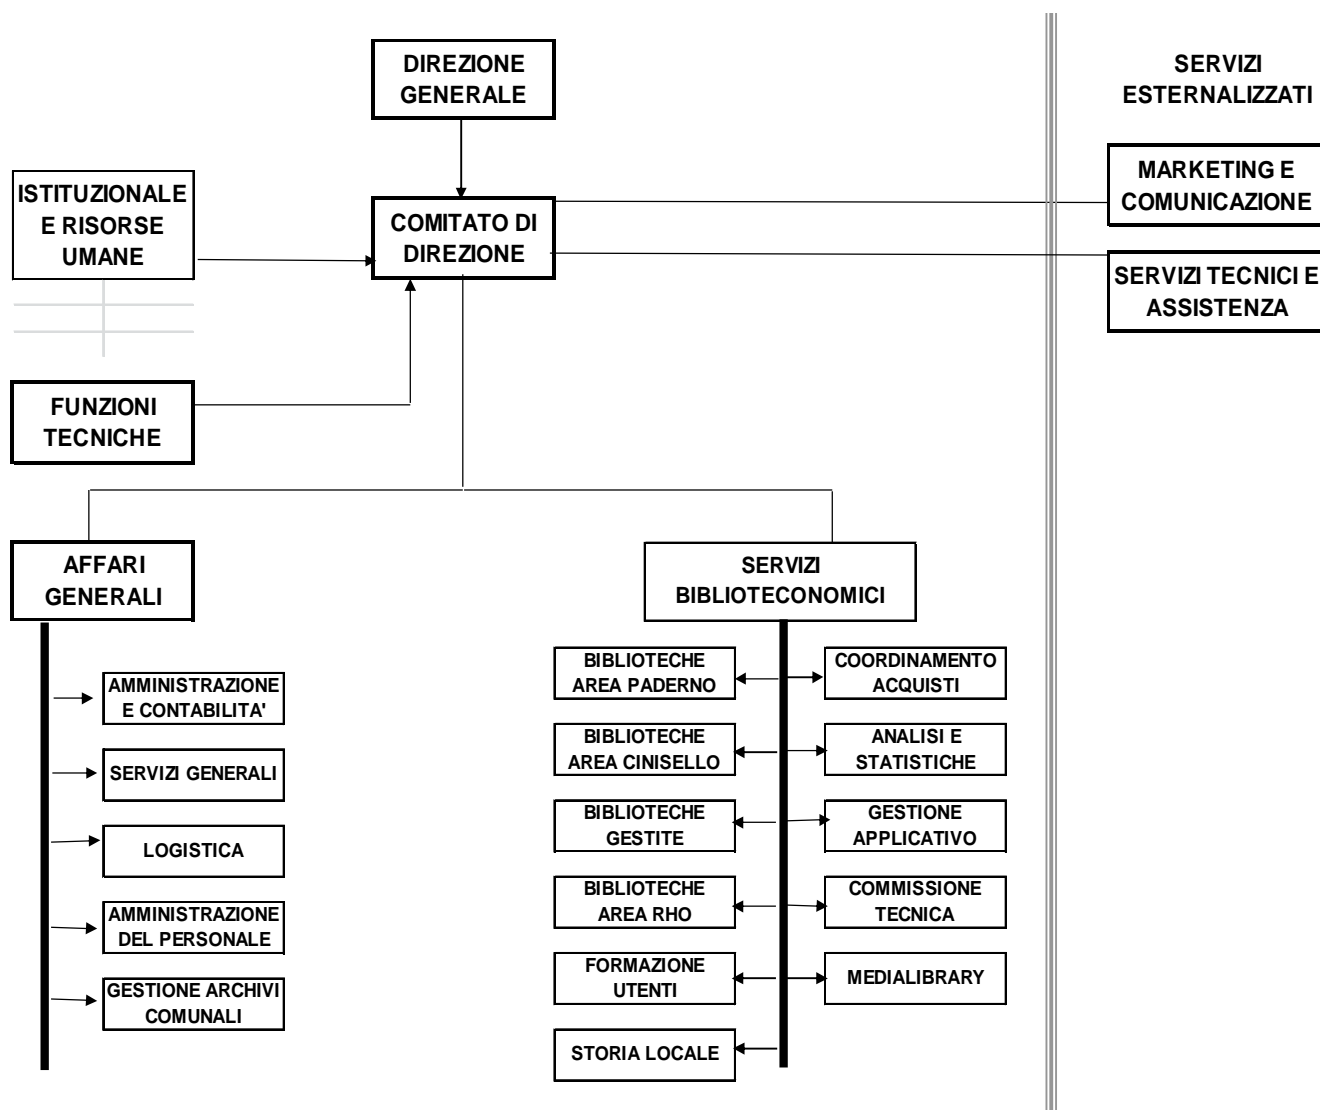 DIREZIONE
GENERALE
SERVIZI
ESTERNALIZZATI
ISTITUZIONALE
E RISORSE
UMANE
COMITATO DI
DIREZIONE
MARKETING E
COMUNICAZIONE
SERVIZI TECNICI E
ASSISTENZA
FUNZIONI
TECNICHE
AFFARI
GENERALI
SERVIZI
BIBLIOTECONOMICI
AMMINISTRAZIONE
E CONTABILITA'
SERVIZI GENERALI
LOGISTICA
AMMINISTRAZIONE
DEL PERSONALE
GESTIONE ARCHIVI
COMUNALI
BIBLIOTECHE
AREA PADERNO
BIBLIOTECHE
AREA CINISELLO
BIBLIOTECHE
GESTITE
BIBLIOTECHE
AREA RHO
FORMAZIONE
UTENTI
STORIA LOCALE
COORDINAMENTO
ACQUISTI
ANALISI E
STATISTICHE
GESTIONE
APPLICATIVO
COMMISSIONE
TECNICA
MEDIALIBRARY